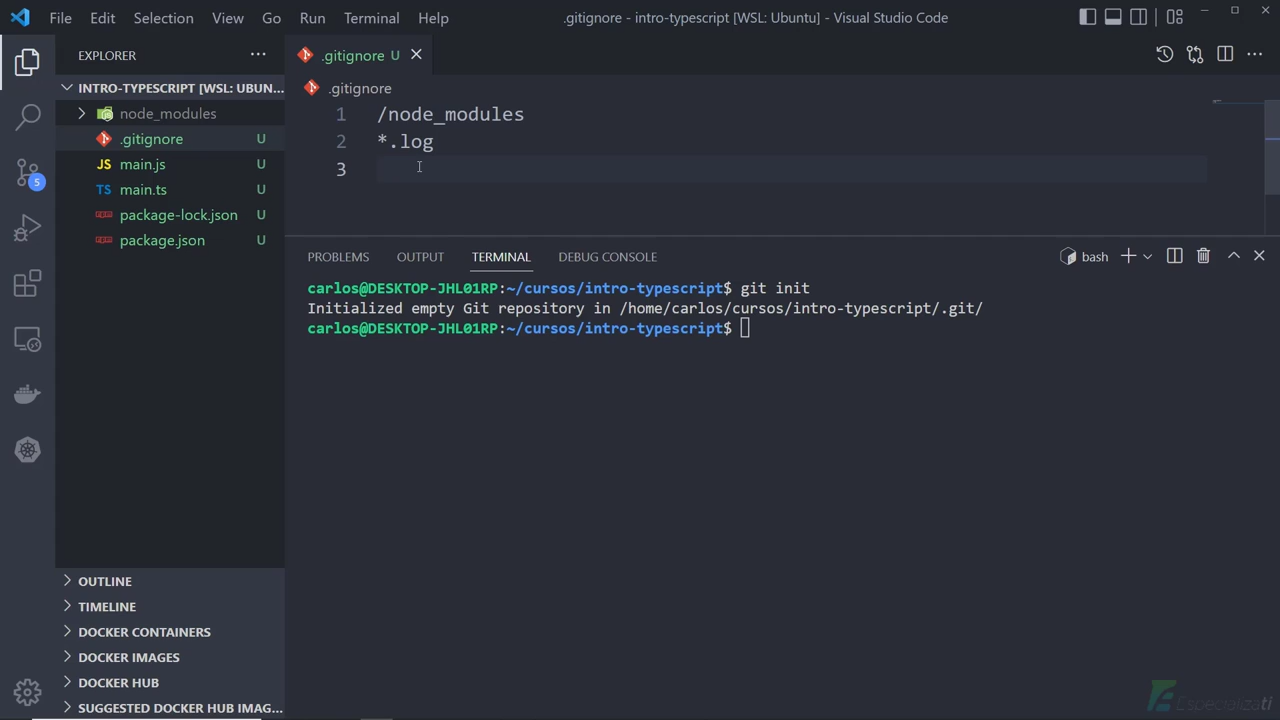 File Edit Selection View Go Run Terminal Help .gitignore - intro-typescript [WSL: Ubuntu] - Visual Studio Code
EXPLORER
.gitignore U
INTRO-TYPESCRIPT [WSL: UBUN...
.gitignore
node_modules
.gitignore U
JS main.js U
TS main.ts U
package-lock.json U
package.json U
5
1 /node_modules
2 *.log
3
PROBLEMS OUTPUT TERMINAL DEBUG CONSOLE bash
carlos@DESKTOP-JHL01RP:~/cursos/intro-typescript$ git init
Initialized empty Git repository in /home/carlos/cursos/intro-typescript/.git/
carlos@DESKTOP-JHL01RP:~/cursos/intro-typescript$
OUTLINE
TIMELINE
DOCKER CONTAINERS
DOCKER IMAGES
DOCKER HUB
SUGGESTED DOCKER HUB IMAG...
Especializati